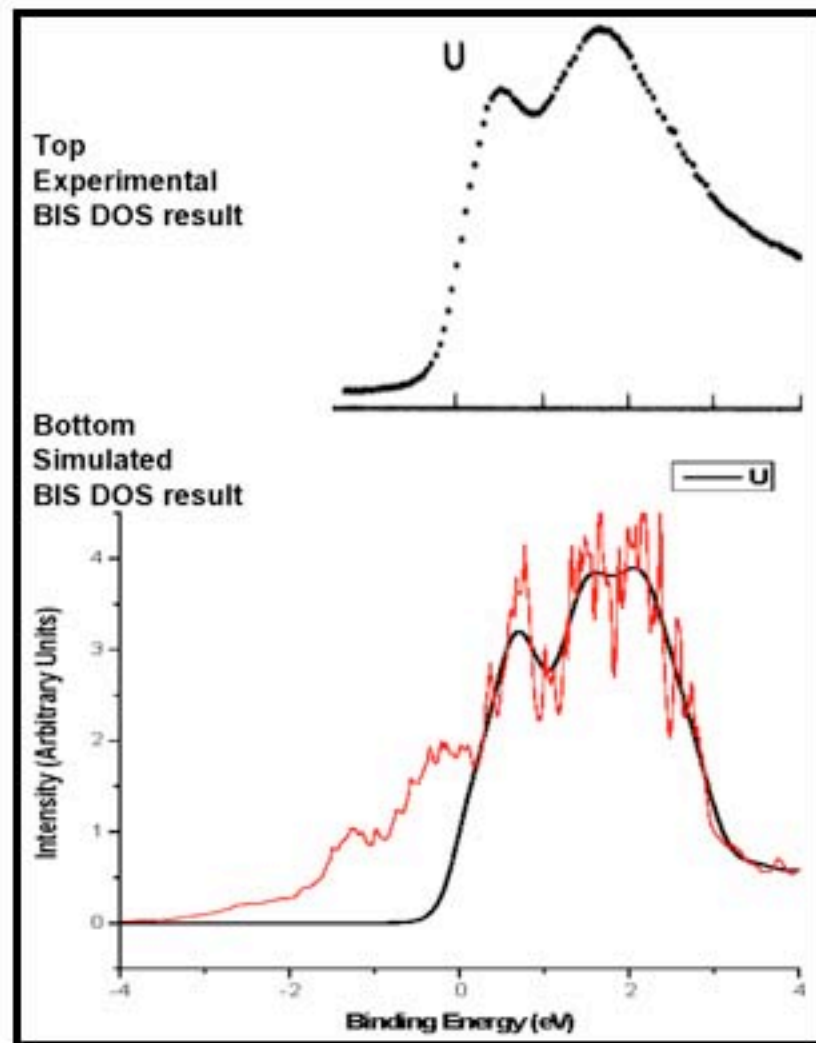 U
Top
Experimental
BIS DOS result
Bottom
Simulated
BIS DOS result
U
4
3
2
1
0
Intensity (Arbitrary Units)
-4
-2
0
2
4
Binding Energy (eV)